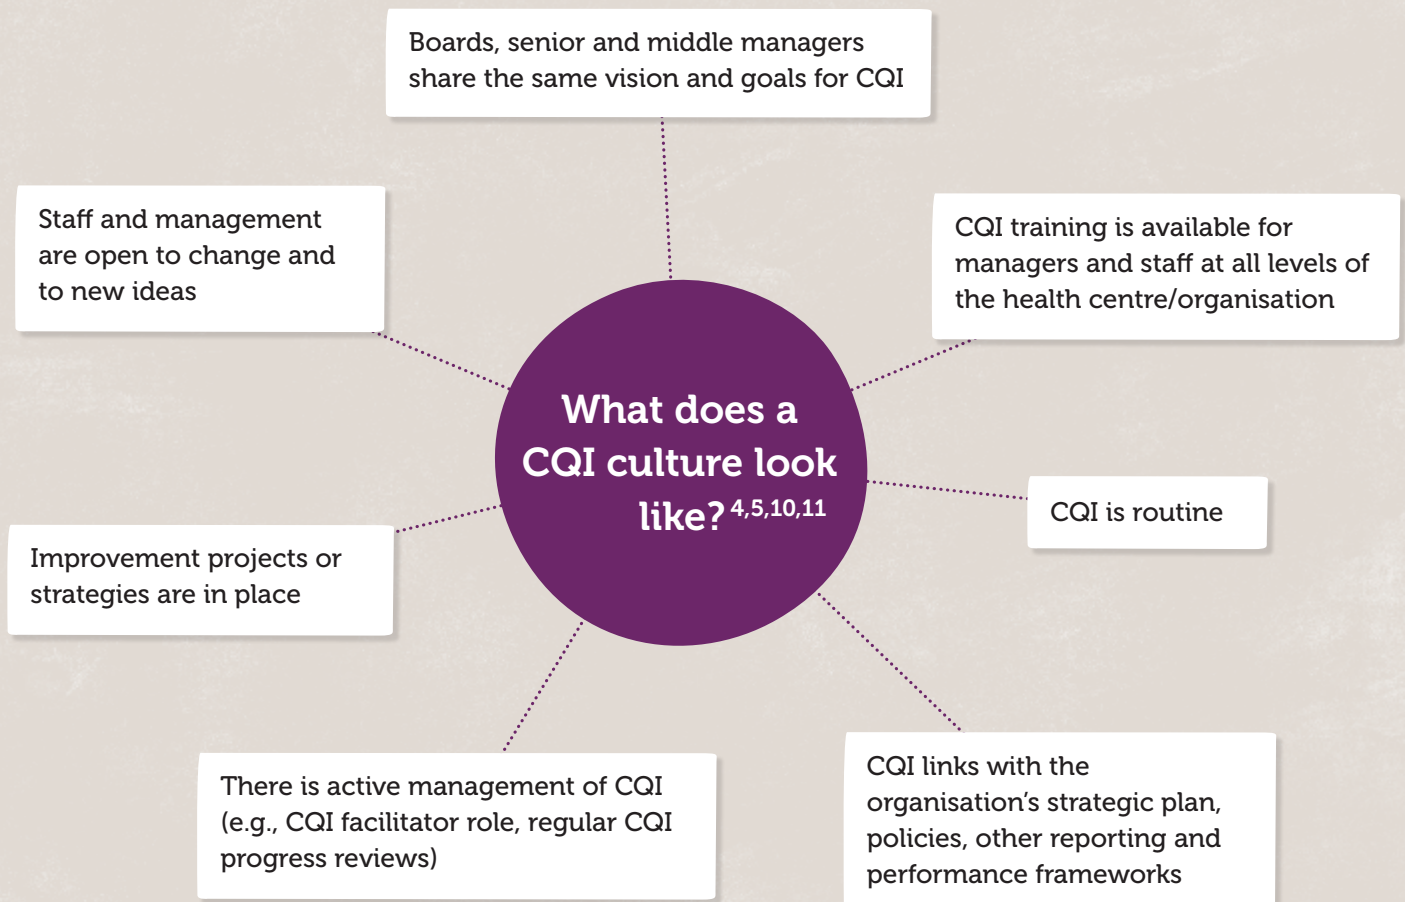 Boards, senior and middle managers
share the same vision and goals for CQI
Staff and management
are open to change and
to new ideas
CQI training is available for
managers and staff at all levels of
the health centre/organisation
What does a
CQI culture look
like? 4,5,10,11
CQI is routine
Improvement projects or
strategies are in place
There is active management of CQI
(e.g., CQI facilitator role, regular CQI
progress reviews)
CQI links with the
organisation’s strategic plan,
policies, other reporting and
performance frameworks